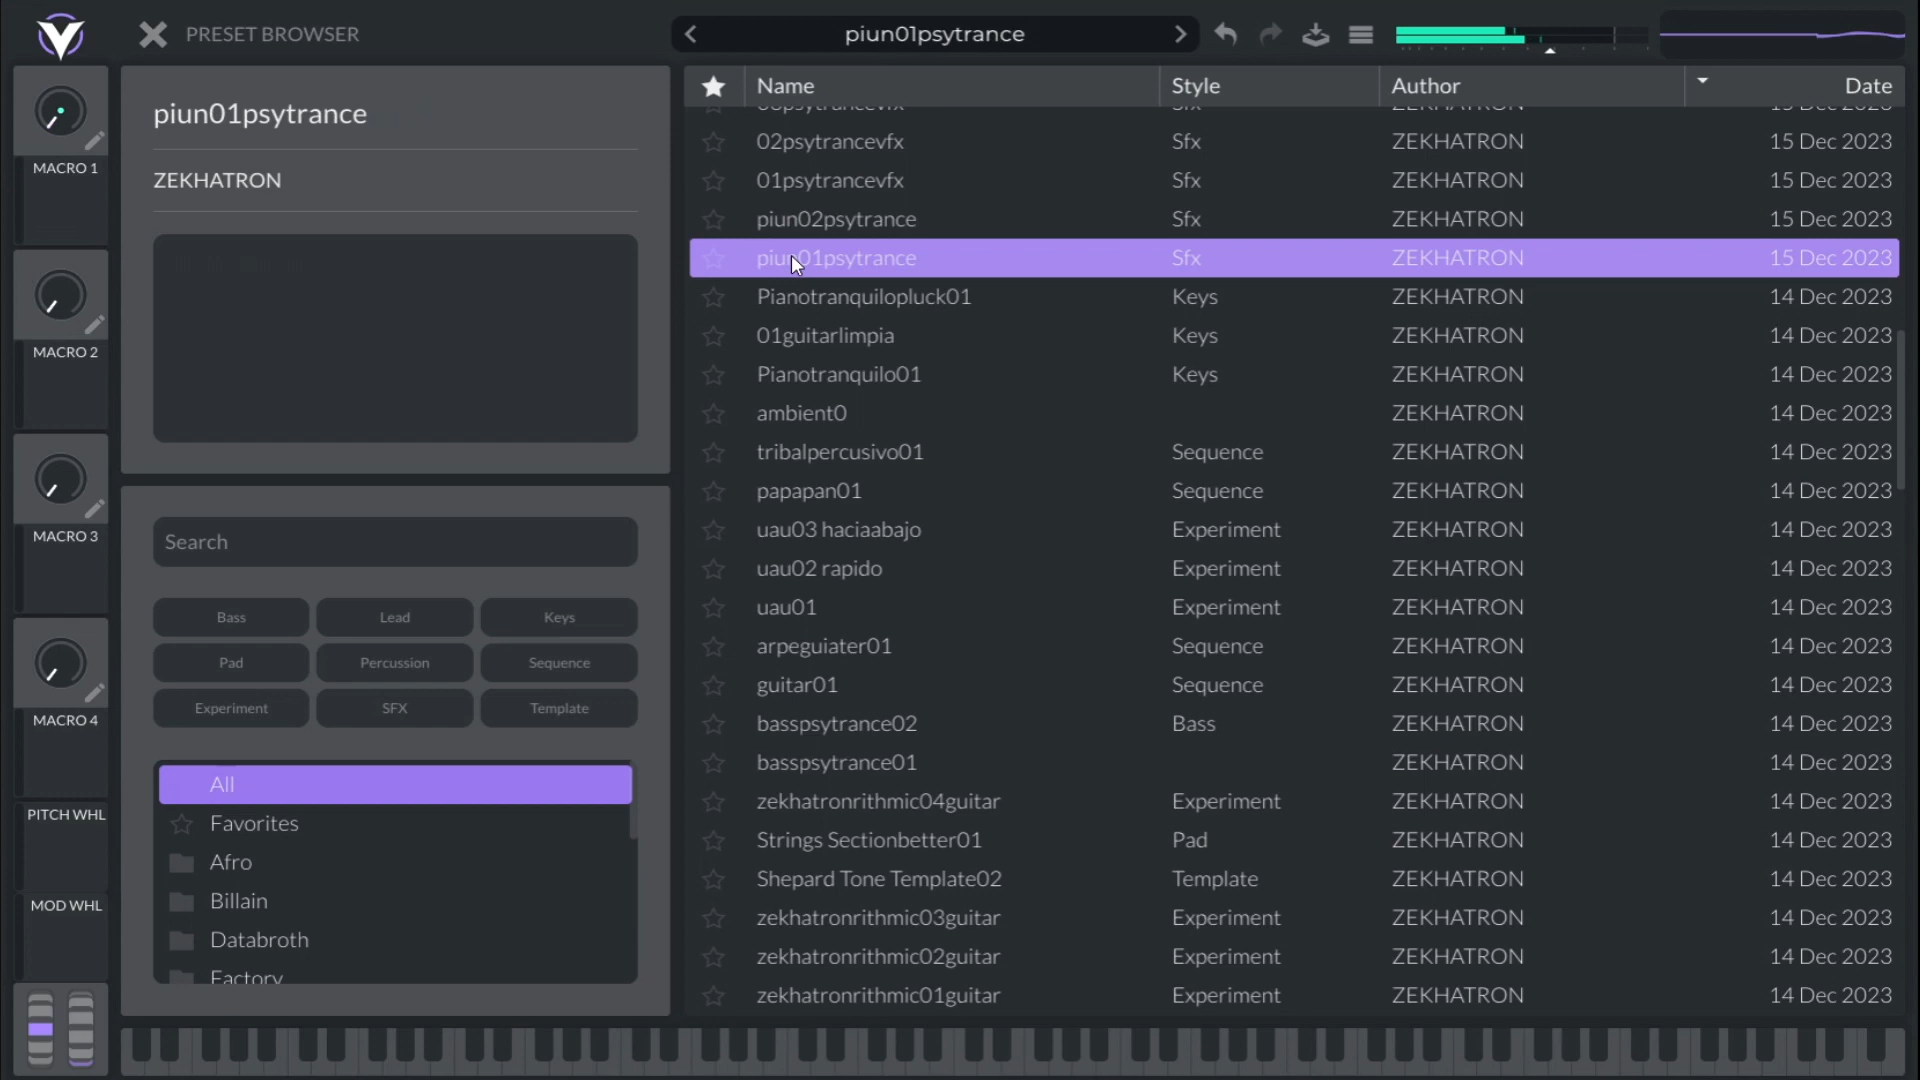 PRESET BROWSER
piun01psytrance
MACRO 1
MACRO 2
MACRO 3
MACRO 4
PITCH WHL
MOD WHL
piun01psytrance
ZEKHATRON
Search
Bass Lead Keys
Pad Percussion Sequence
Experiment SFX Template
All
Favorites
Afro
Billain
Databroth
Factory
Name Style Author Date
02psytrancevfx Sfx ZEKHATRON 15 Dec 2023
01psytrancevfx Sfx ZEKHATRON 15 Dec 2023
piun02psytrance Sfx ZEKHATRON 15 Dec 2023
piun01psytrance Sfx ZEKHATRON 15 Dec 2023
Pianotranquilopluck01 Keys ZEKHATRON 14 Dec 2023
01guitarlimpia Keys ZEKHATRON 14 Dec 2023
Pianotranquilo01 Keys ZEKHATRON 14 Dec 2023
ambient0 ZEKHATRON 14 Dec 2023
tribalpercusivo01 Sequence ZEKHATRON 14 Dec 2023
papapan01 Sequence ZEKHATRON 14 Dec 2023
uau03 haciaabajo Experiment ZEKHATRON 14 Dec 2023
uau02 rapido Experiment ZEKHATRON 14 Dec 2023
uau01 Experiment ZEKHATRON 14 Dec 2023
arpeguiater01 Sequence ZEKHATRON 14 Dec 2023
guitar01 Sequence ZEKHATRON 14 Dec 2023
basspsytrance02 Bass ZEKHATRON 14 Dec 2023
basspsytrance01 ZEKHATRON 14 Dec 2023
zekhatronrithmic04guitar Experiment ZEKHATRON 14 Dec 2023
Strings Sectionbetter01 Pad ZEKHATRON 14 Dec 2023
Shepard Tone Template02 Template ZEKHATRON 14 Dec 2023
zekhatronrithmic03guitar Experiment ZEKHATRON 14 Dec 2023
zekhatronrithmic02guitar Experiment ZEKHATRON 14 Dec 2023
zekhatronrithmic01guitar Experiment ZEKHATRON 14 Dec 2023